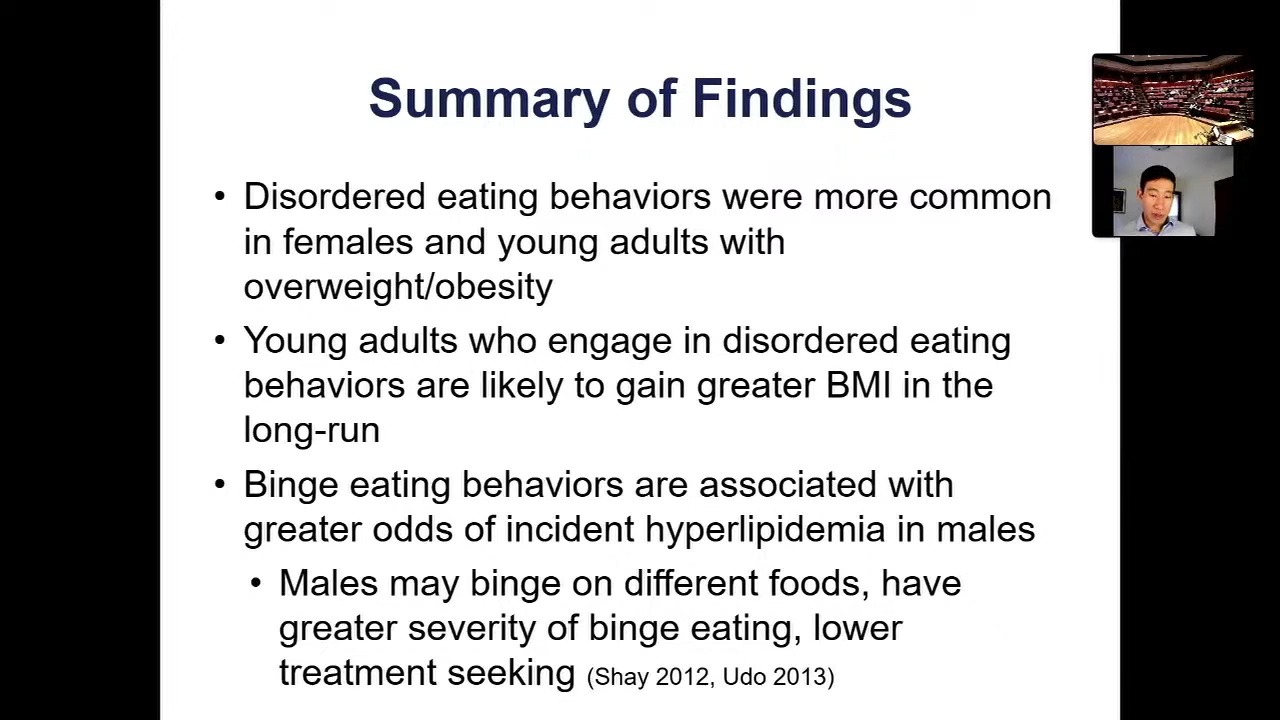 Summary of Findings
• Disordered eating behaviors were more common
in females and young adults with
overweight/obesity
• Young adults who engage in disordered eating
behaviors are likely to gain greater BMI in the
long-run
• Binge eating behaviors are associated with
greater odds of incident hyperlipidemia in males
• Males may binge on different foods, have
greater severity of binge eating, lower
treatment seeking (Shay 2012, Udo 2013)